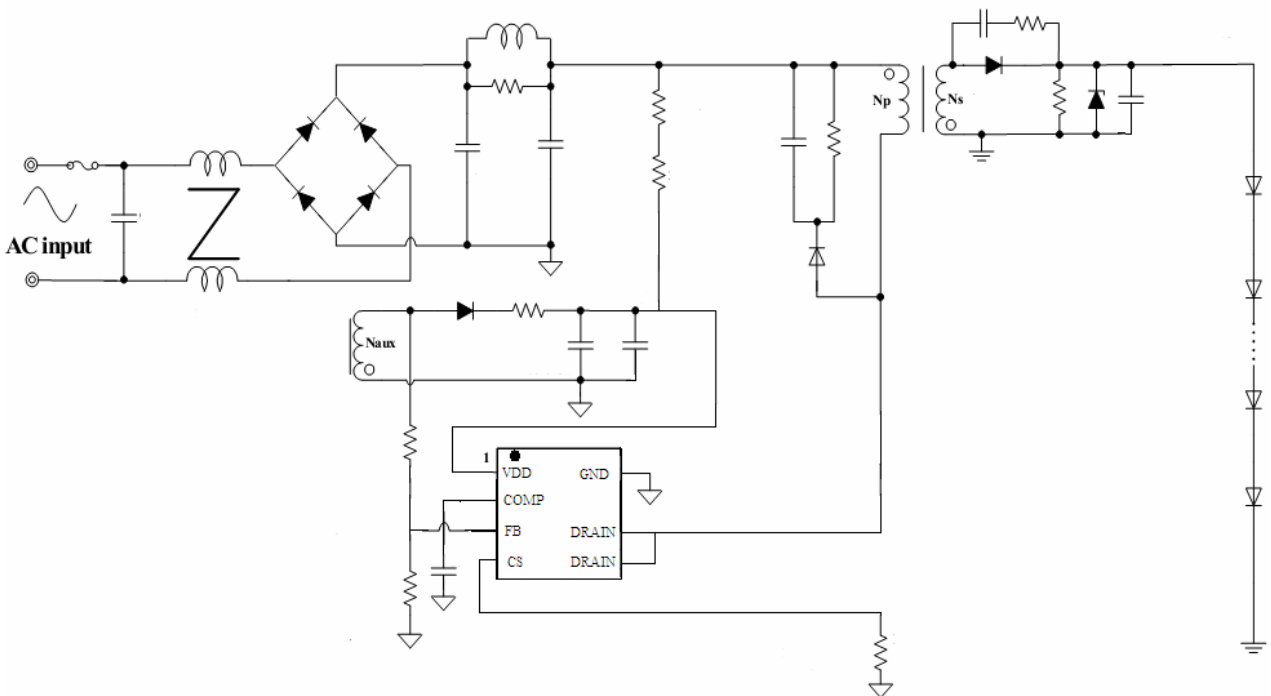 Np
Ns
AC input
Naux
1
VDD
GND
COMP
FB
DRAIN
CS
DRAIN